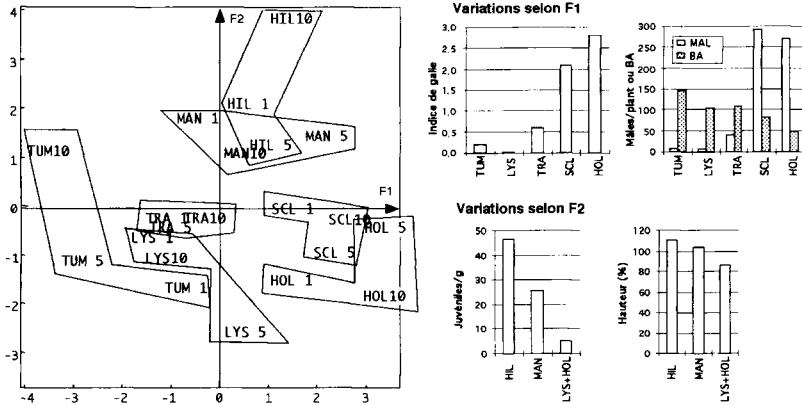 F2
F1
4
3
2
1
0
-1
-2
-3
-4 -3 -2 -1 0 1 2 3
HIL10
HIL 1
MAN 1
HIL 5
MAN 5
MAN10
TUM10
TRA 1
TRA10
TRA 5
SCL 1
SCL10
HOL 5
LYS 1
SCL 5
LYS10
TUM 5
HOL 1
TUM 1
HOL10
LYS 5
Variations selon F1
Indice de galle
3,0
2,5
2,0
1,5
1,0
0,5
0,0
TUM LYS TRA SCL HOL
Mâles/plant ou BA
300
250
200
150
100
50
0
MAL
BA
TUM LYS TRA SCL HOL
Variations selon F2
Juvéniles/g
50
40
30
20
10
0
HIL MAN LYS+HOL
Hauteur (%)
120
100
80
60
40
20
0
HIL MAN LYS+HOL